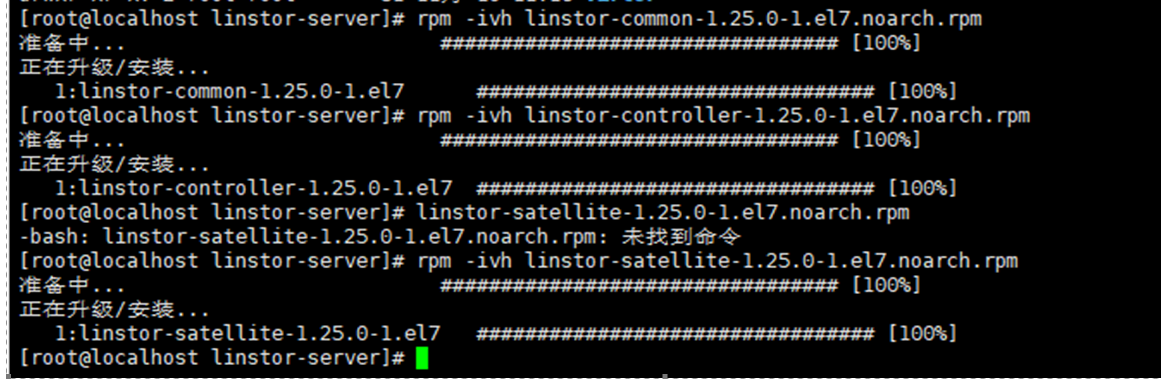 [root@localhost linstor-server]# rpm -ivh linstor-common-1.25.0-1.el7.noarch.rpm
准备中... ################################# [100%]
正在升级/安装...
1:linstor-common-1.25.0-1.el7 ################################# [100%]
[root@localhost linstor-server]# rpm -ivh linstor-controller-1.25.0-1.el7.noarch.rpm
准备中... ################################# [100%]
正在升级/安装...
1:linstor-controller-1.25.0-1.el7 ################################# [100%]
[root@localhost linstor-server]# linstor-satellite-1.25.0-1.el7.noarch.rpm
-bash: linstor-satellite-1.25.0-1.el7.noarch.rpm: 未找到命令
[root@localhost linstor-server]# rpm -ivh linstor-satellite-1.25.0-1.el7.noarch.rpm
准备中... ################################# [100%]
正在升级/安装...
1:linstor-satellite-1.25.0-1.el7 ################################# [100%]
[root@localhost linstor-server]#